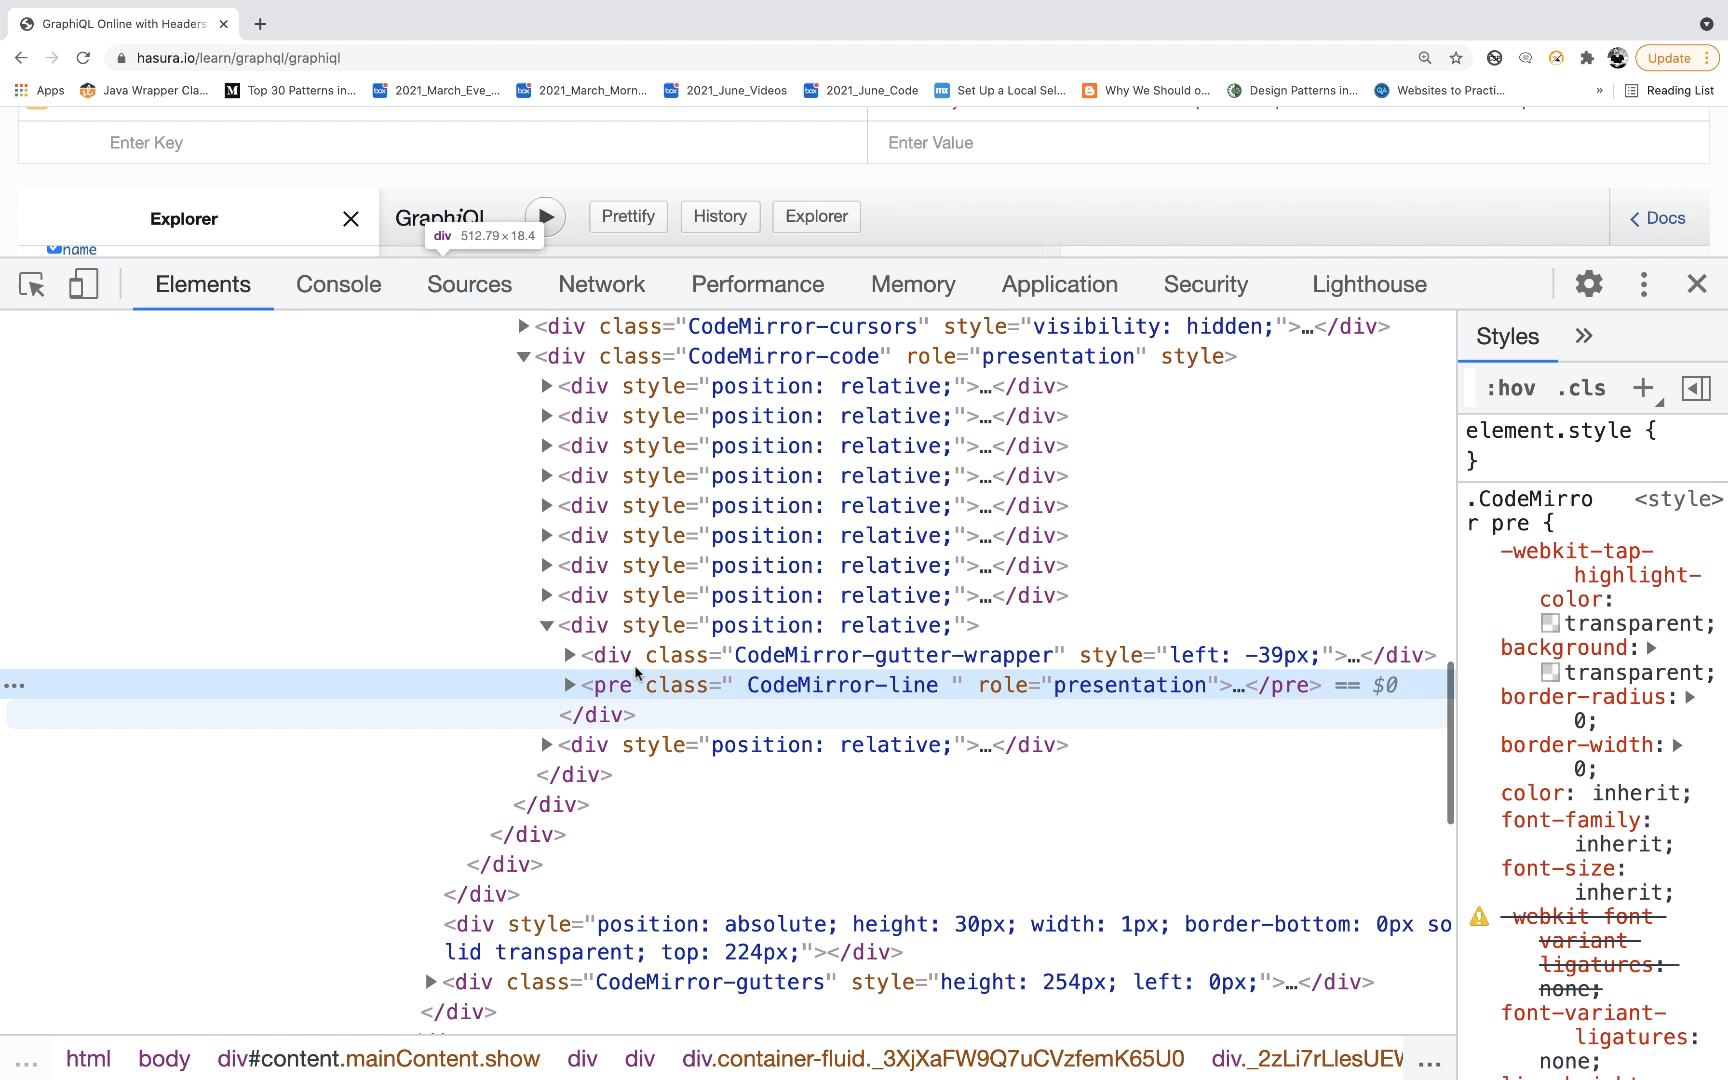 GraphiQL Online with Headers
hasura.io/learn/graphql/graphiql
Update
Apps
Java Wrapper Cla...
Top 30 Patterns in...
2021_March_Eve_...
2021_March_Morn...
2021_June_Videos
2021_June_Code
Set Up a Local Sel...
Why We Should o...
Design Patterns in...
Websites to Practi...
»
Reading List
Enter Key
Enter Value
Explorer
GraphiQL
Prettify
History
Explorer
Docs
div 512.79×18.4
name
Elements
Console
Sources
Network
Performance
Memory
Application
Security
Lighthouse
<div class="CodeMirror-cursors" style="visibility: hidden;">…</div>
<div class="CodeMirror-code" role="presentation" style>
<div style="position: relative;">…</div>
<div style="position: relative;">…</div>
<div style="position: relative;">…</div>
<div style="position: relative;">…</div>
<div style="position: relative;">…</div>
<div style="position: relative;">…</div>
<div style="position: relative;">…</div>
<div style="position: relative;">…</div>
<div style="position: relative;">
<div class="CodeMirror-gutter-wrapper" style="left: -39px;">…</div>
<pre class=" CodeMirror-line " role="presentation">…</pre> == $0
</div>
<div style="position: relative;">…</div>
</div>
</div>
</div>
</div>
</div>
<div style="position: absolute; height: 30px; width: 1px; border-bottom: 0px so
lid transparent; top: 224px;"></div>
<div class="CodeMirror-gutters" style="height: 254px; left: 0px;">…</div>
</div>
... html body div#content.mainContent.show div div div.container-fluid._3XjXaFW9Q7uCVzfemK65U0 div._2zLi7rLlesUEW ...
Styles
»
:hov .cls +
element.style {
}
.CodeMirro <style>
r pre {
-webkit-tap-
highlight-
color:
transparent;
background:
transparent;
border-radius:
0;
border-width:
0;
color: inherit;
font-family:
inherit;
font-size:
inherit;
-webkit-font-
variant-
ligatures:
none;
font-variant-
ligatures:
none;